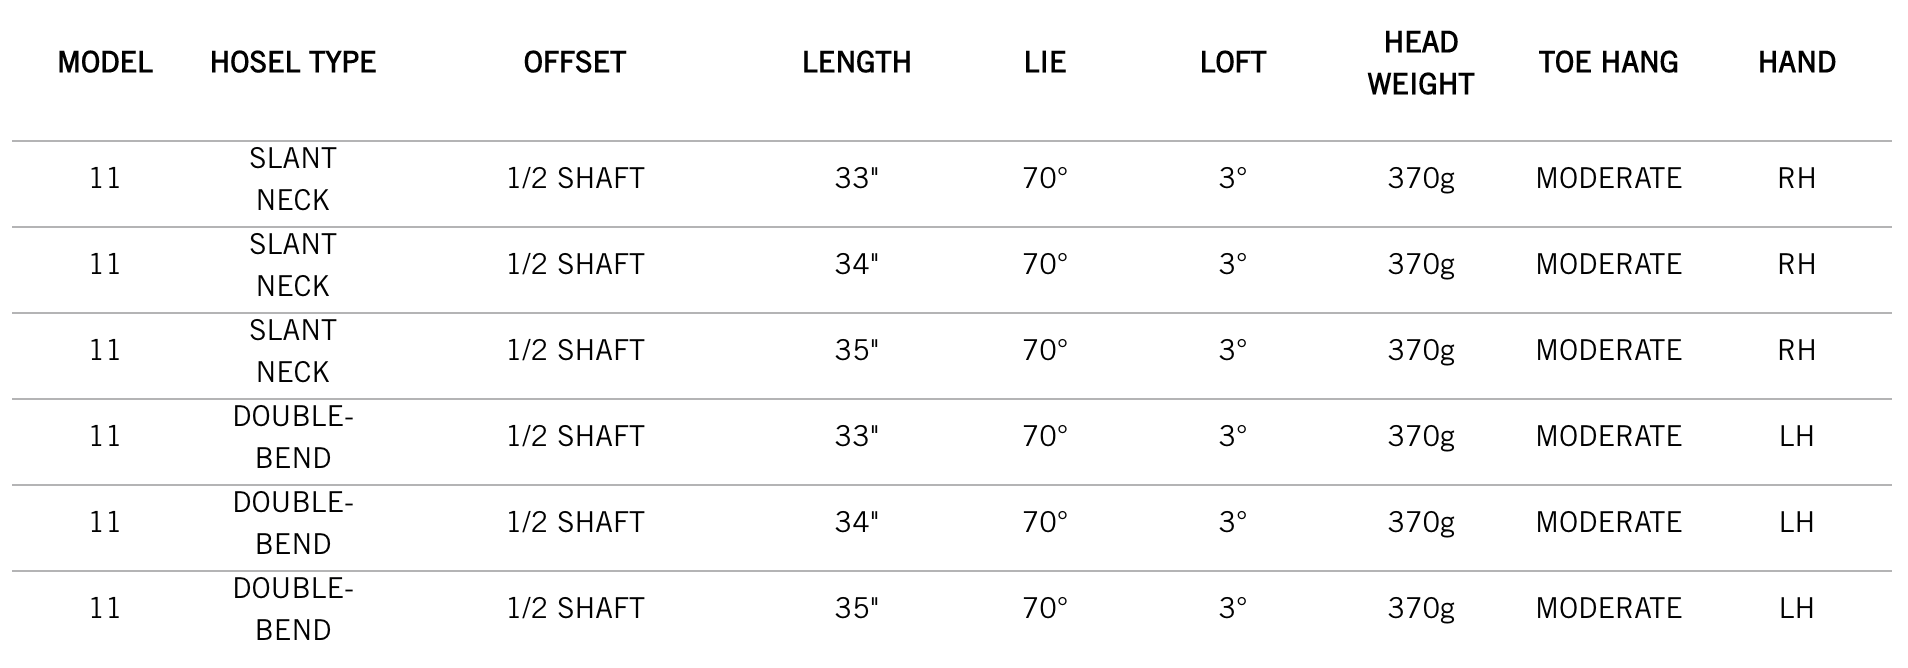 MODEL HOSEL TYPE OFFSET LENGTH LIE LOFT HEAD WEIGHT TOE HANG HAND
11 SLANT NECK 1/2 SHAFT 33" 70° 3° 370g MODERATE RH
11 SLANT NECK 1/2 SHAFT 34" 70° 3° 370g MODERATE RH
11 SLANT NECK 1/2 SHAFT 35" 70° 3° 370g MODERATE RH
11 DOUBLE-BEND 1/2 SHAFT 33" 70° 3° 370g MODERATE LH
11 DOUBLE-BEND 1/2 SHAFT 34" 70° 3° 370g MODERATE LH
11 DOUBLE-BEND 1/2 SHAFT 35" 70° 3° 370g MODERATE LH